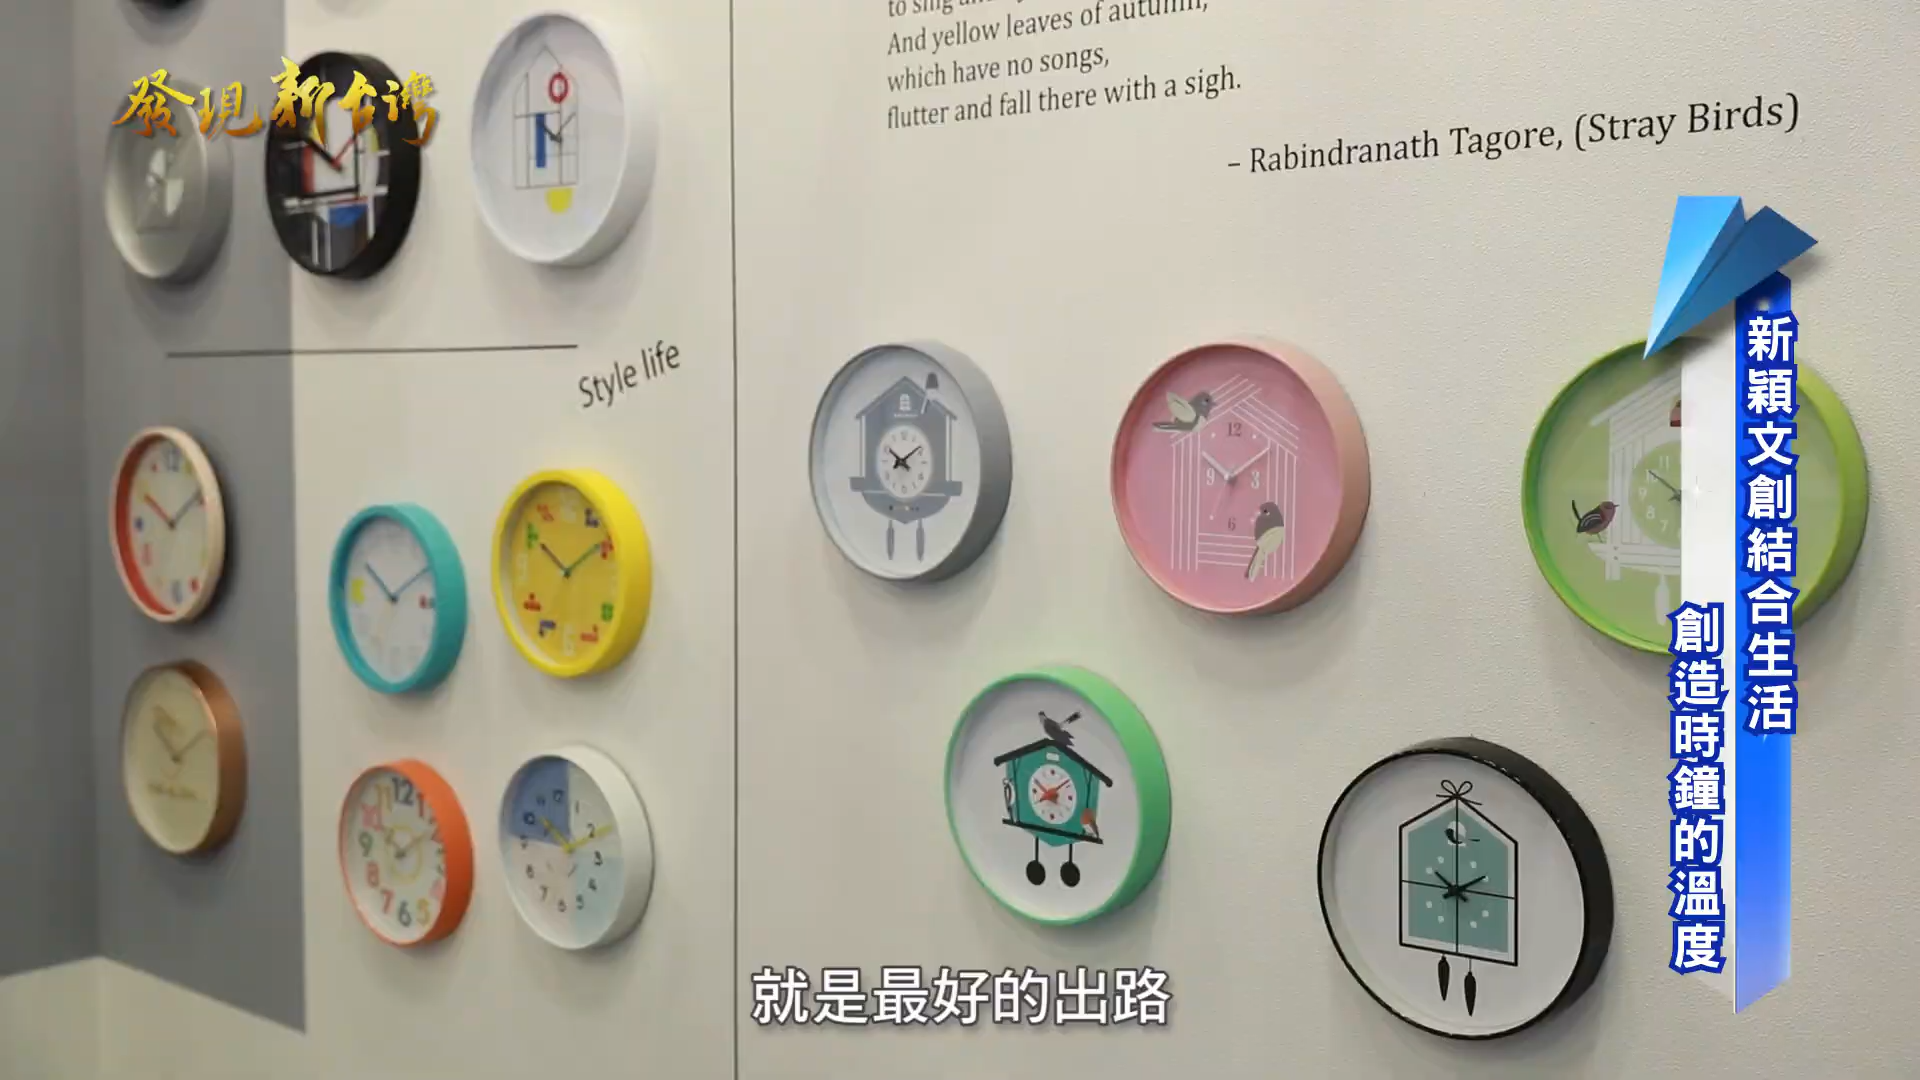 to sing
And yellow leaves of autumn,
which have no songs,
flutter and fall there with a sigh.
– Rabindranath Tagore, (Stray Birds)
發現新台灣
Style life
新穎文創結合生活
創造時鐘的溫度
就是最好的出路